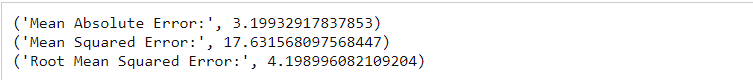 ('Mean Absolute Error:', 3.19932917837853)
('Mean Squared Error:', 17.631568097568447)
('Root Mean Squared Error:', 4.198996082109204)